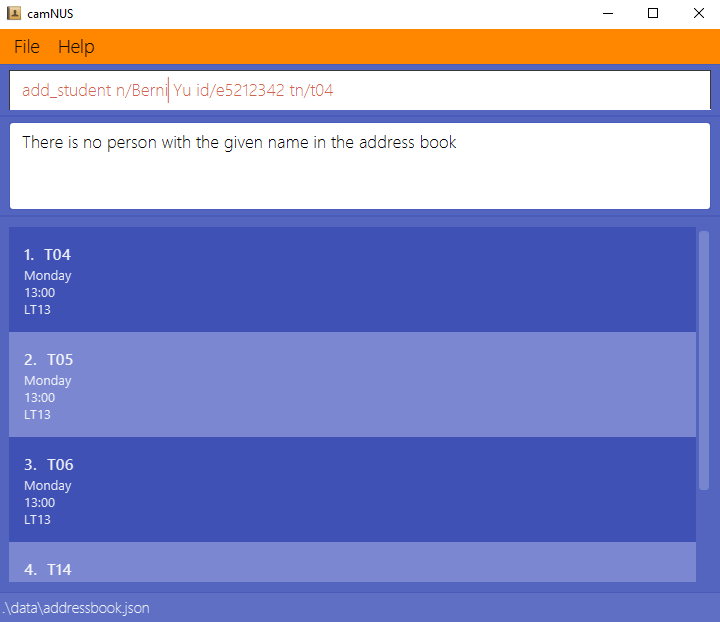 camNUS
File Help
add_student n/Berni Yu id/e5212342 tn/t04
There is no person with the given name in the address book
1. T04
Monday
13:00
LT13
2. T05
Monday
13:00
LT13
3. T06
Monday
13:00
LT13
4. T14
.\data\addressbook.json